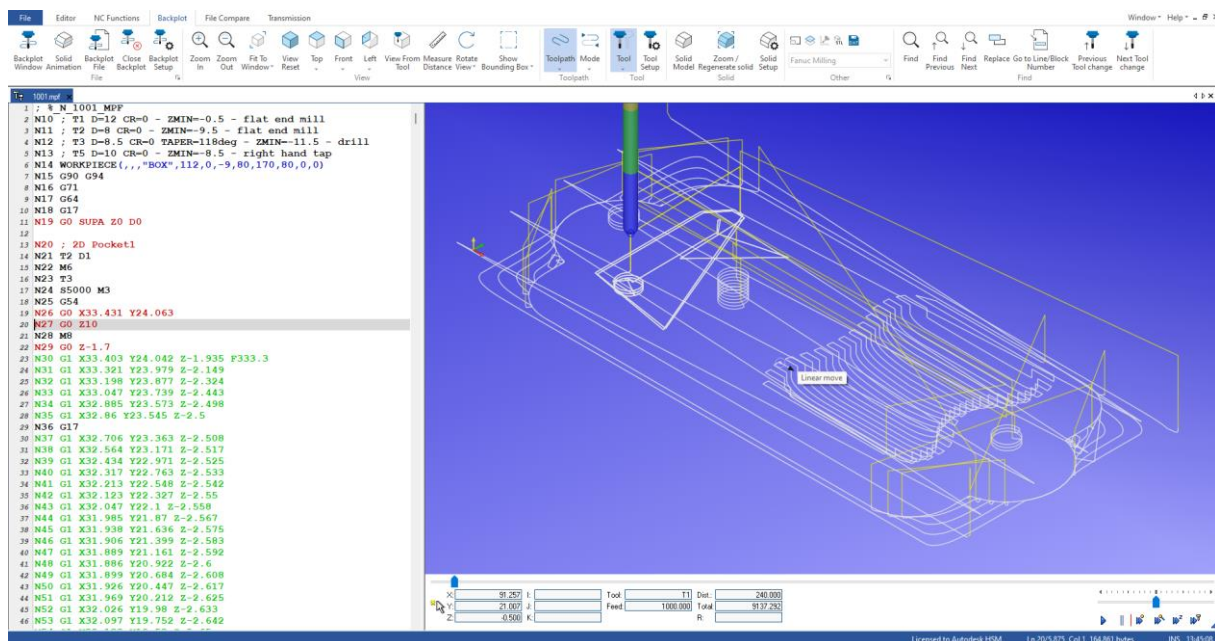 File Editor NC Functions Backplot File Compare Transmission Window Help
Backplot Window Solid Animation Backplot File Close Backplot Backplot Setup Zoom In Zoom Out Fit To Window View Reset Top Front Left View From Tool Measure Distance Rotate View Show Bounding Box Toolpath Mode Tool Tool Setup Solid Model Zoom / Regenerate solid Solid Setup Fanuc Milling Find Find Previous Find Next Replace Go to Line/Block Number Previous Tool change Next Tool change
File View Toolpath Tool Solid Other Find
1001.mpf
1 ; %_N_1001_MPF
2 N10 ; T1 D=12 CR=0 - ZMIN=-0.5 - flat end mill
3 N11 ; T2 D=8 CR=0 - ZMIN=-9.5 - flat end mill
4 N12 ; T3 D=8.5 CR=0 TAPER=118deg - ZMIN=-11.5 - drill
5 N13 ; T5 D=10 CR=0 - ZMIN=-8.5 - right hand tap
6 N14 WORKPIECE(,,,"BOX",112,0,-9,80,170,80,0,0)
7 N15 G90 G94
8 N16 G71
9 N17 G64
10 N18 G17
11 N19 G0 SUPA Z0 D0
12
13 N20 ; 2D Pocket1
14 N21 T2 D1
15 N22 M6
16 N23 T3
17 N24 S5000 M3
18 N25 G54
19 N26 G0 X33.431 Y24.063
20 N27 G0 Z10
21 N28 M8
22 N29 G0 Z-1.7
23 N30 G1 X33.403 Y24.042 Z-1.935 F333.3
24 N31 G1 X33.321 Y23.979 Z-2.149
25 N32 G1 X33.198 Y23.877 Z-2.324
26 N33 G1 X33.047 Y23.739 Z-2.443
27 N34 G1 X32.885 Y23.573 Z-2.498
28 N35 G1 X32.86 Y23.545 Z-2.5
29 N36 G17
30 N37 G1 X32.706 Y23.363 Z-2.508
31 N38 G1 X32.564 Y23.171 Z-2.517
32 N39 G1 X32.434 Y22.971 Z-2.525
33 N40 G1 X32.317 Y22.763 Z-2.533
34 N41 G1 X32.213 Y22.548 Z-2.542
35 N42 G1 X32.123 Y22.327 Z-2.55
36 N43 G1 X32.047 Y22.1 Z-2.558
37 N44 G1 X31.985 Y21.87 Z-2.567
38 N45 G1 X31.938 Y21.636 Z-2.575
39 N46 G1 X31.906 Y21.399 Z-2.583
40 N47 G1 X31.889 Y21.161 Z-2.592
41 N48 G1 X31.886 Y20.922 Z-2.6
42 N49 G1 X31.899 Y20.684 Z-2.608
43 N50 G1 X31.926 Y20.447 Z-2.617
44 N51 G1 X31.969 Y20.212 Z-2.625
45 N52 G1 X32.026 Y19.98 Z-2.633
46 N53 G1 X32.097 Y19.752 Z-2.642
Linear move
X: 91.257 I: Tool: T1 Dist.: 240.000
Y: 21.007 J: Feed: 1000.000 Total: 9137.292
Z: -0.500 K: R:
Licensed to Autodesk HSM Ln 20/5,875, Col 1, 164,861 bytes INS 13:45:08